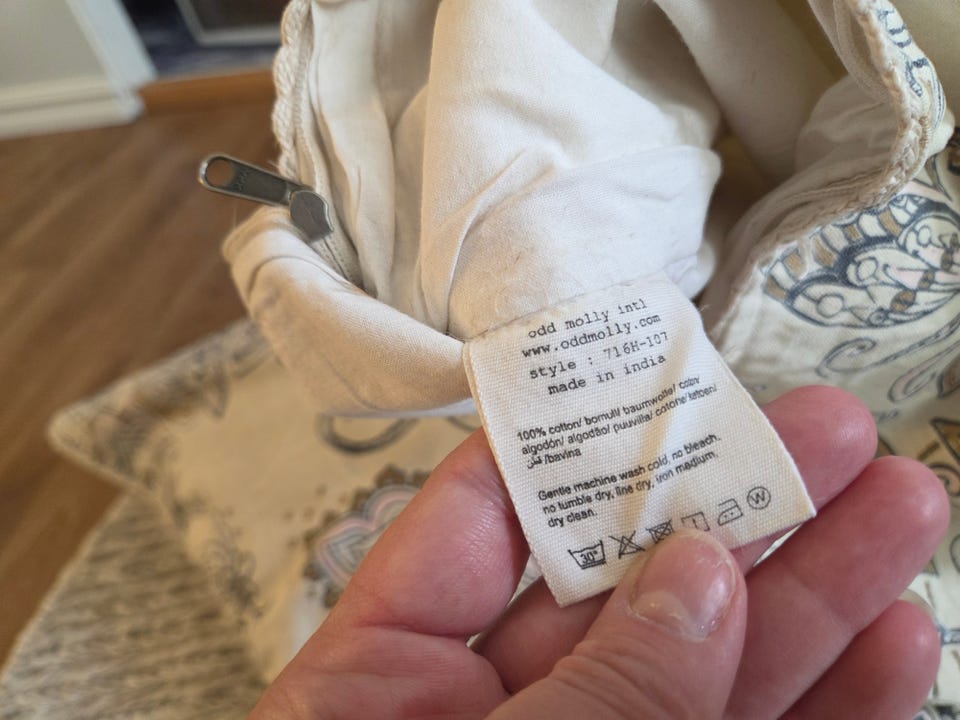 odd molly intl
www.oddmolly.com
style : 716H-107
made in india
100% cotton/ bomull/ baumwolle/ coton/
algodón/ algodão/ puuvilla/ cotone/ katoen/
قطن /bavlna
Gentle machine wash cold, no bleach,
no tumble dry, line dry, iron medium,
dry clean.
30°
W